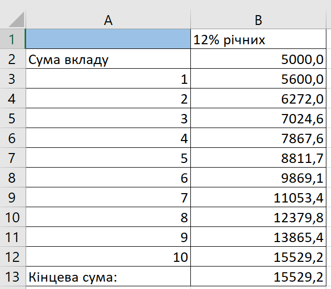 A B
1 12% річних
2 Сума вкладу 5000,0
3 1 5600,0
4 2 6272,0
5 3 7024,6
6 4 7867,6
7 5 8811,7
8 6 9869,1
9 7 11053,4
10 8 12379,8
11 9 13865,4
12 10 15529,2
13 Кінцева сума: 15529,2